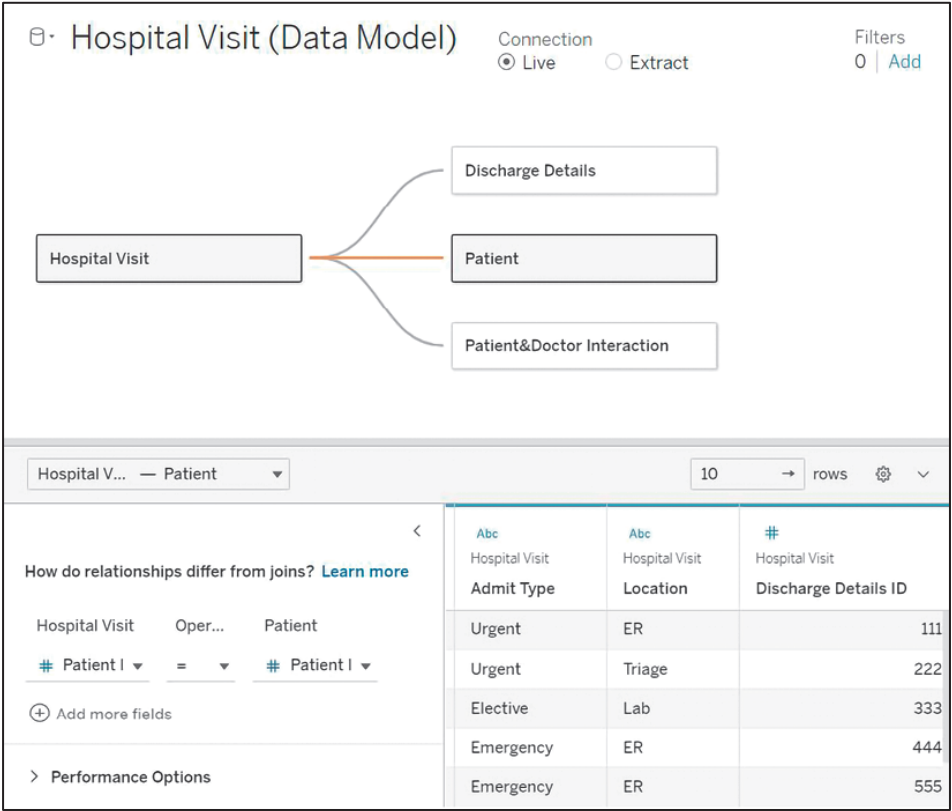 Hospital Visit (Data Model)
Connection
Live
Extract
Filters
0
Add
Discharge Details
Hospital Visit
Patient
Patient&Doctor Interaction
Hospital V... — Patient
10
rows
How do relationships differ from joins? Learn more
Hospital Visit Oper... Patient
# Patient I = # Patient I
Add more fields
Performance Options
Abc Abc #
Hospital Visit Hospital Visit Hospital Visit
Admit Type Location Discharge Details ID
Urgent ER 111
Urgent Triage 222
Elective Lab 333
Emergency ER 444
Emergency ER 555